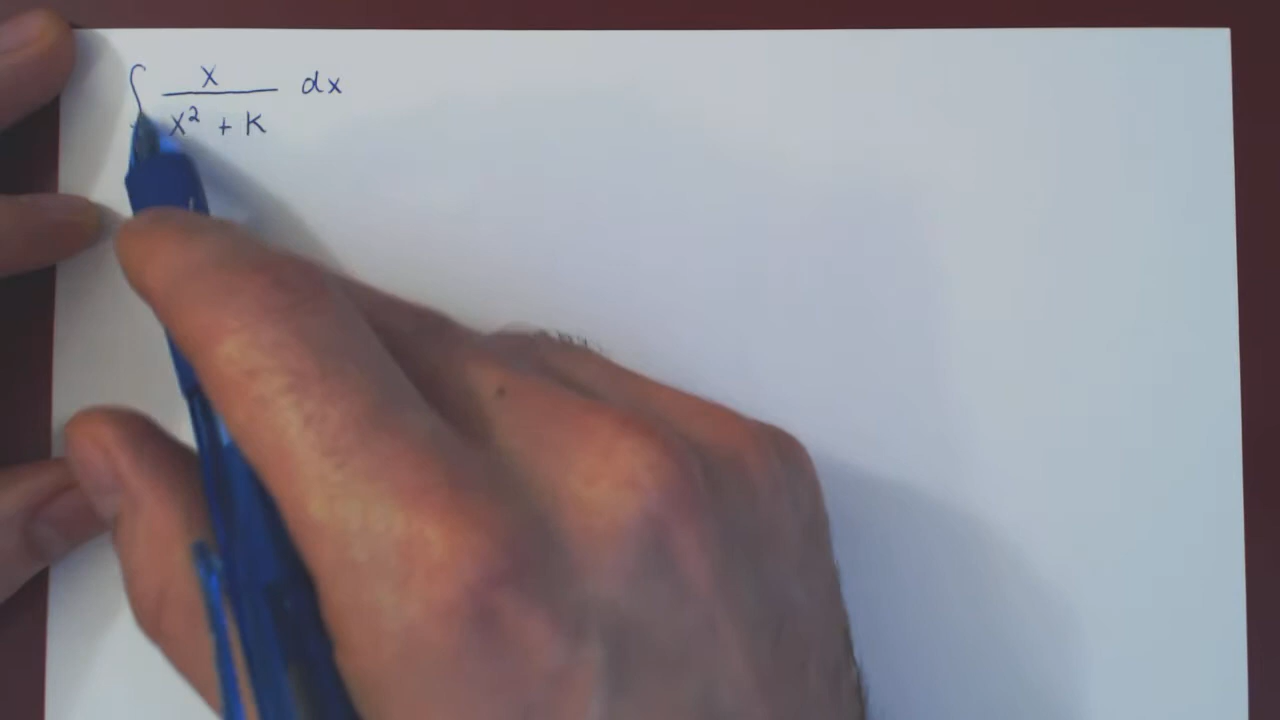 ∫ x / (x² + K) dx